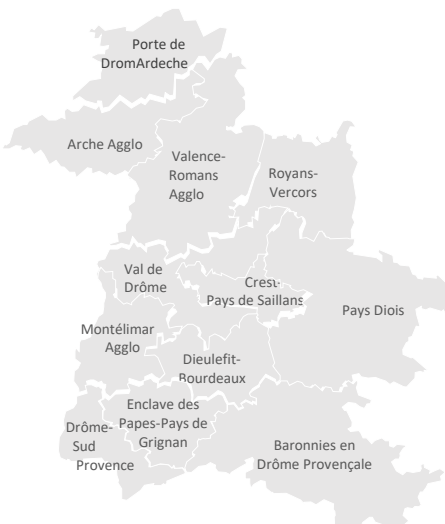 Porte de
DromArdeche
Arche Agglo
Valence-
Romans
Agglo
Royans-
Vercors
Val de
Drôme
Crest-
Pays de Saillans
Pays Diois
Montélimar
Agglo
Dieulefit-
Bourdeaux
Enclave des
Papes-Pays de
Grignan
Drôme-
Sud
Provence
Baronnies en
Drôme Provençale